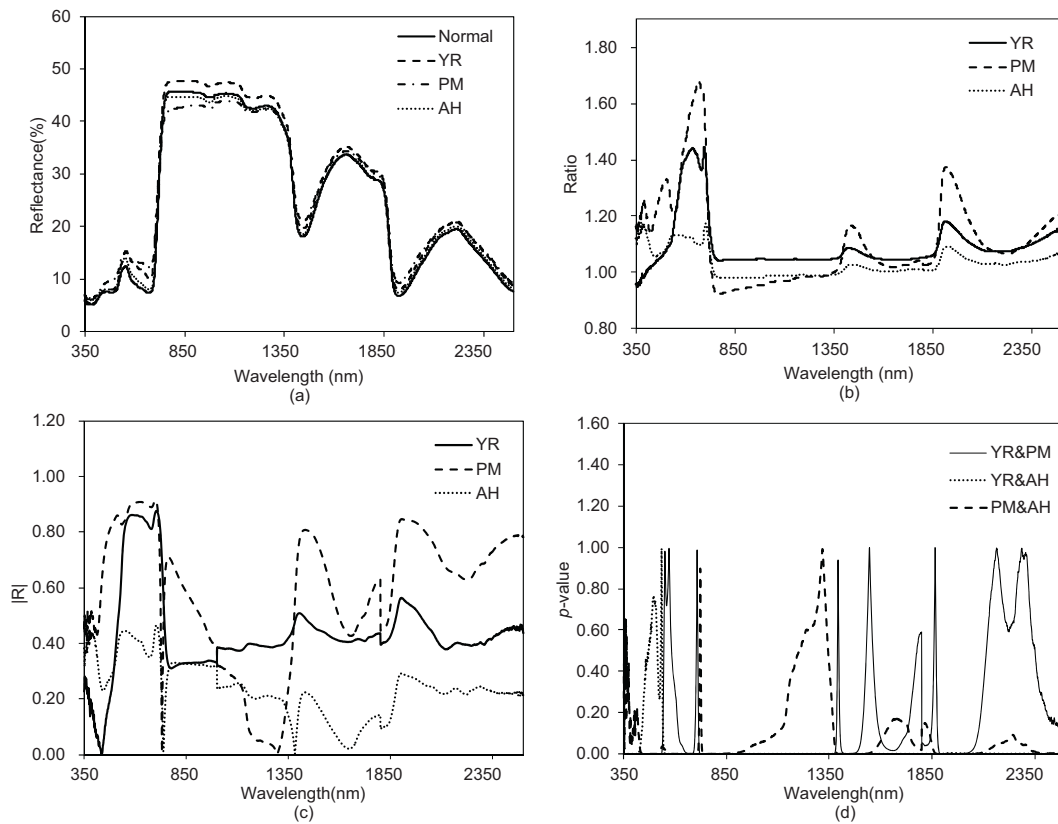 60
50
40
30
20
10
0
Reflectance(%)
Normal
YR
PM
AH
350 850 1350 1850 2350
Wavelength (nm)
(a)
1.80
1.60
1.40
1.20
1.00
0.80
Ratio
YR
PM
AH
350 850 1350 1850 2350
Wavelength (nm)
(b)
1.20
1.00
0.80
0.60
0.40
0.20
0.00
|R|
YR
PM
AH
350 850 1350 1850 2350
Wavelength(nm)
(c)
1.60
1.40
1.20
1.00
0.80
0.60
0.40
0.20
0.00
p-value
YR&PM
YR&AH
PM&AH
350 850 1350 1850 2350
Wavelengh(nm)
(d)